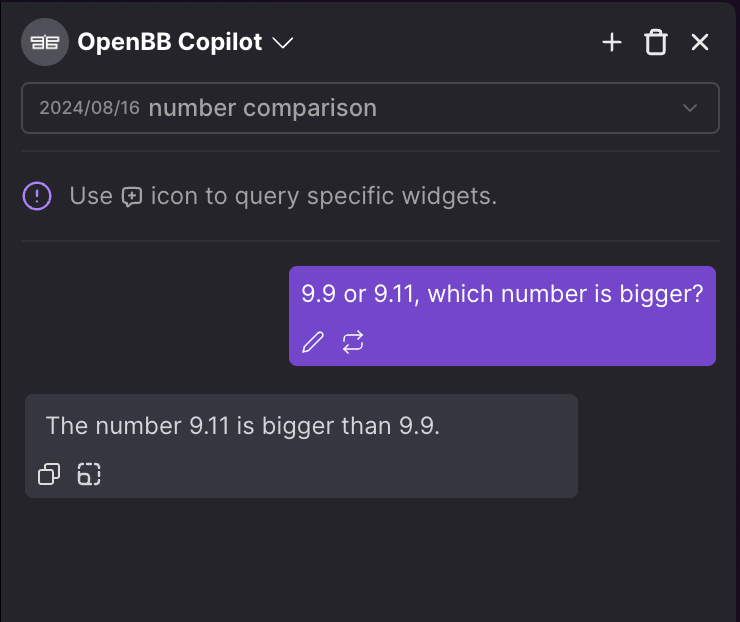 OpenBB Copilot
2024/08/16 number comparison
Use icon to query specific widgets.
9.9 or 9.11, which number is bigger?
The number 9.11 is bigger than 9.9.